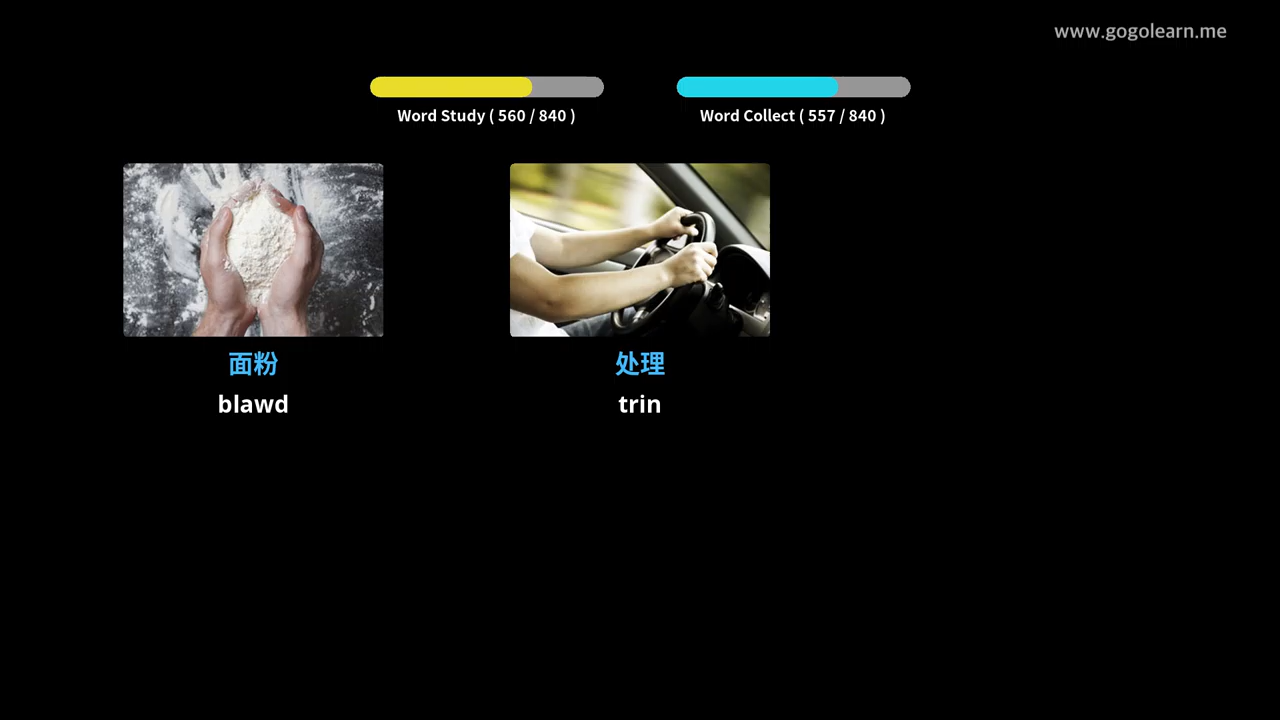 www.gogolearn.me
Word Study ( 560 / 840 )
Word Collect ( 557 / 840 )
面粉
处理
blawd
trin